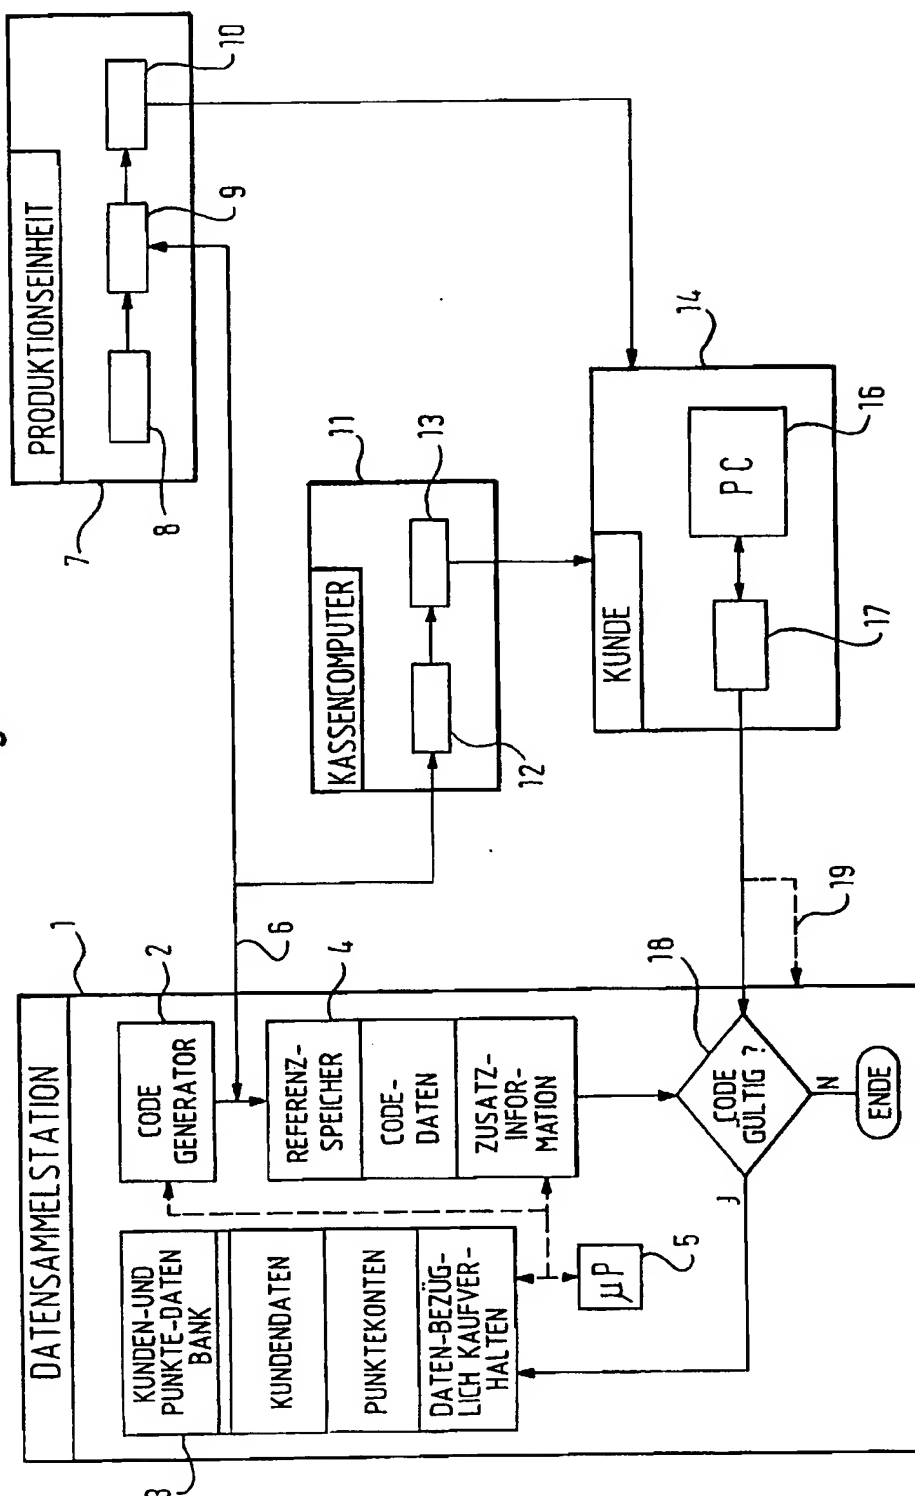 DATENSAMMELSTATION
1
KUNDEN-UND
PUNKTE-DATEN
BANK
KUNDENDATEN
PUNKTEKONTEN
DATEN-BEZÜG-
LICH KAUFVER-
HALTEN
3
CODE
GENERATOR
2
REFERENZ-
SPEICHER
CODE-
DATEN
ZUSATZ-
INFOR-
MATION
4
µP
5
6
CODE
GÜLTIG ?
18
J
N
ENDE
19
KASSENCOMPUTER
11
12
13
KUNDE
14
PC
16
17
PRODUKTIONSEINHEIT
7
8
9
10